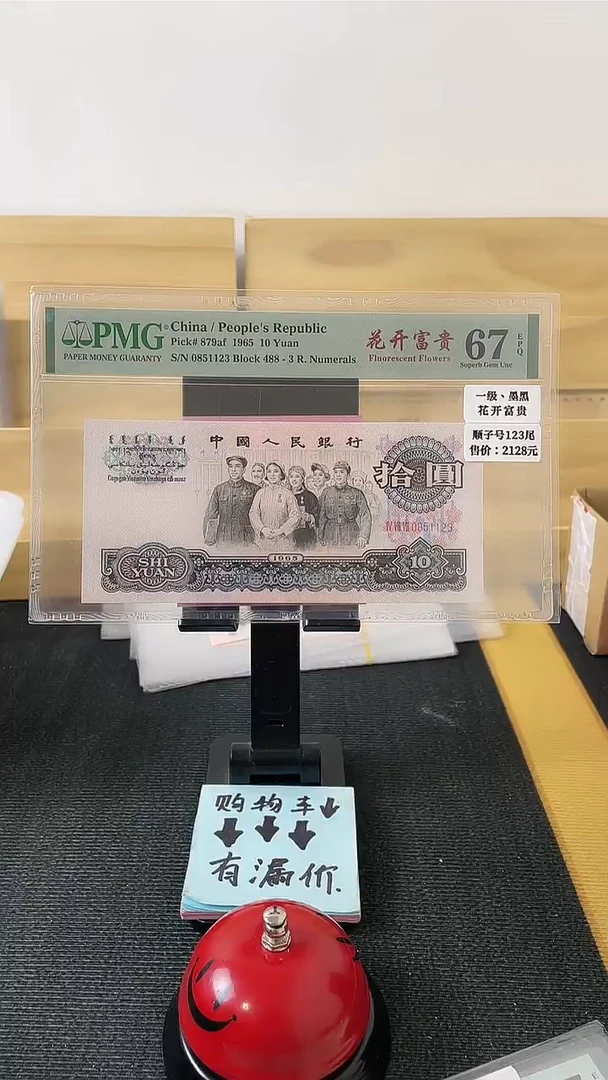 PMG
PAPER MONEY GUARANTY
China / People's Republic
Pick# 879af 1965 10 Yuan
S/N 0851123 Block 488 - 3 R. Numerals
花开富贵
Fluorescent Flowers
67
EPQ
Superb Gem Unc
一级、墨黑
花开富贵
顺子号123尾
售价：2128元
中國人民銀行
拾圓
0851123
1965
SHI
YUAN
10
购物车↓
↓↓↓
有漏价.